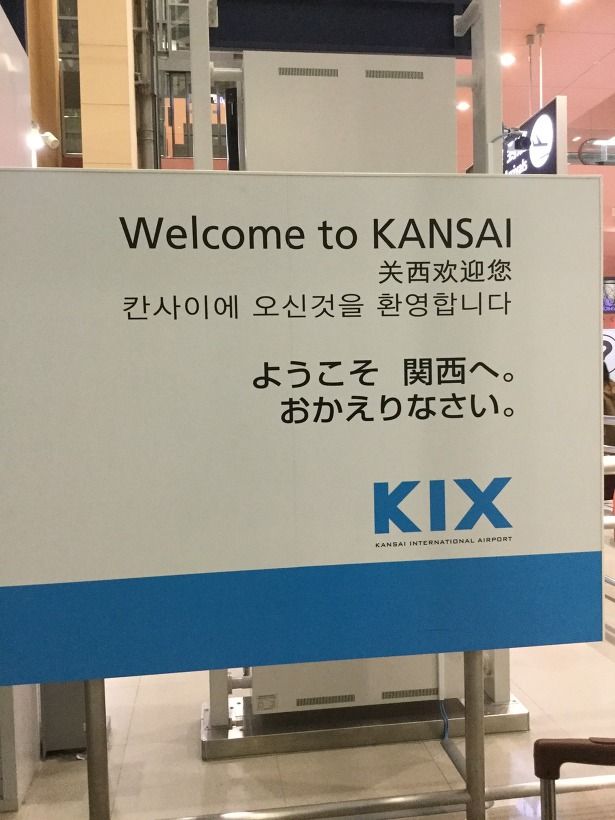 Welcome to KANSAI
关西欢迎您
칸사이에 오신것을 환영합니다
ようこそ 関西へ。
おかえりなさい。
KIX
KANSAI INTERNATIONAL AIRPORT